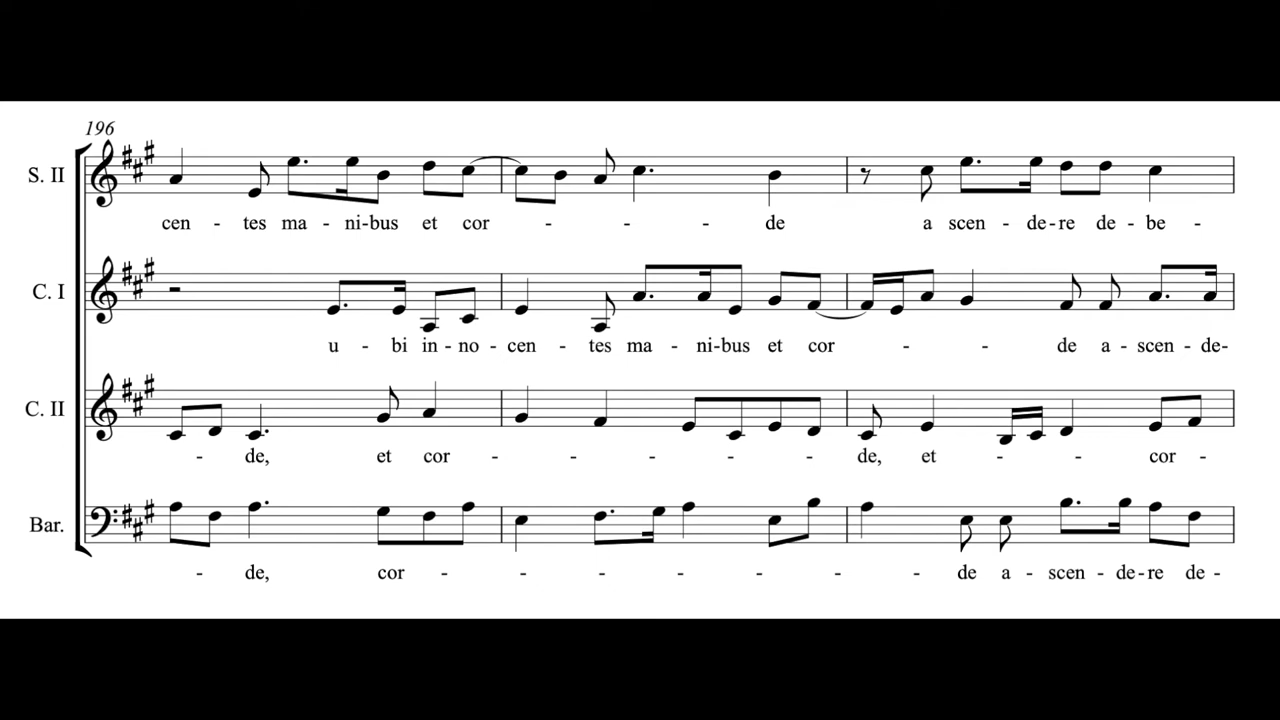 196
S. II
cen - tes ma - ni-bus et cor - - - de a scen - de-re de - be -
C. I
u - bi in-no-cen - tes ma - ni-bus et cor - - de a-scen - de-
C. II
- de, et cor - - - - - de, et - - cor -
Bar.
- de, cor - - - - - - - de a - scen - de-re de -